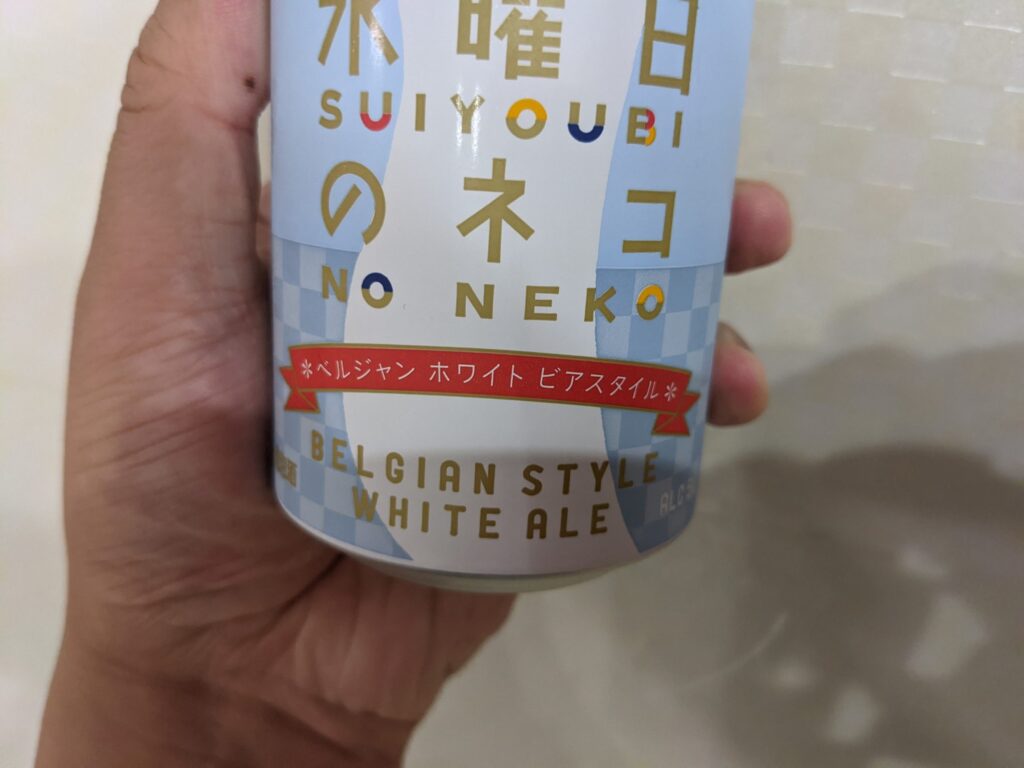 水曜日
SUIYOUBI
のネコ
NO NEKO
*ベルジャン ホワイト ビアスタイル*
BELGIAN STYLE
WHITE ALE
ALC